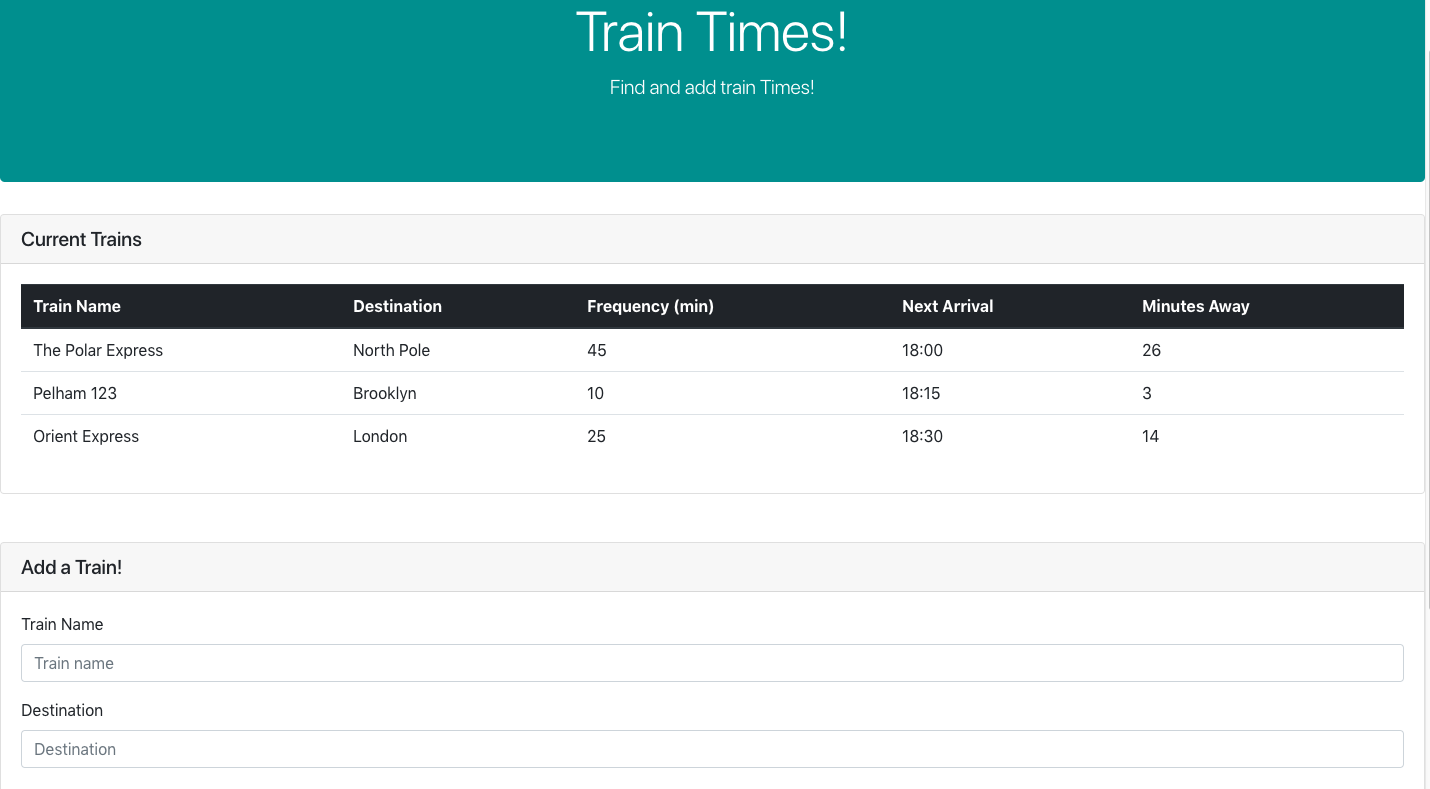 Train Times!
Find and add train Times!
Current Trains
Train Name Destination Frequency (min) Next Arrival Minutes Away
The Polar Express North Pole 45 18:00 26
Pelham 123 Brooklyn 10 18:15 3
Orient Express London 25 18:30 14
Add a Train!
Train Name
Train name
Destination
Destination